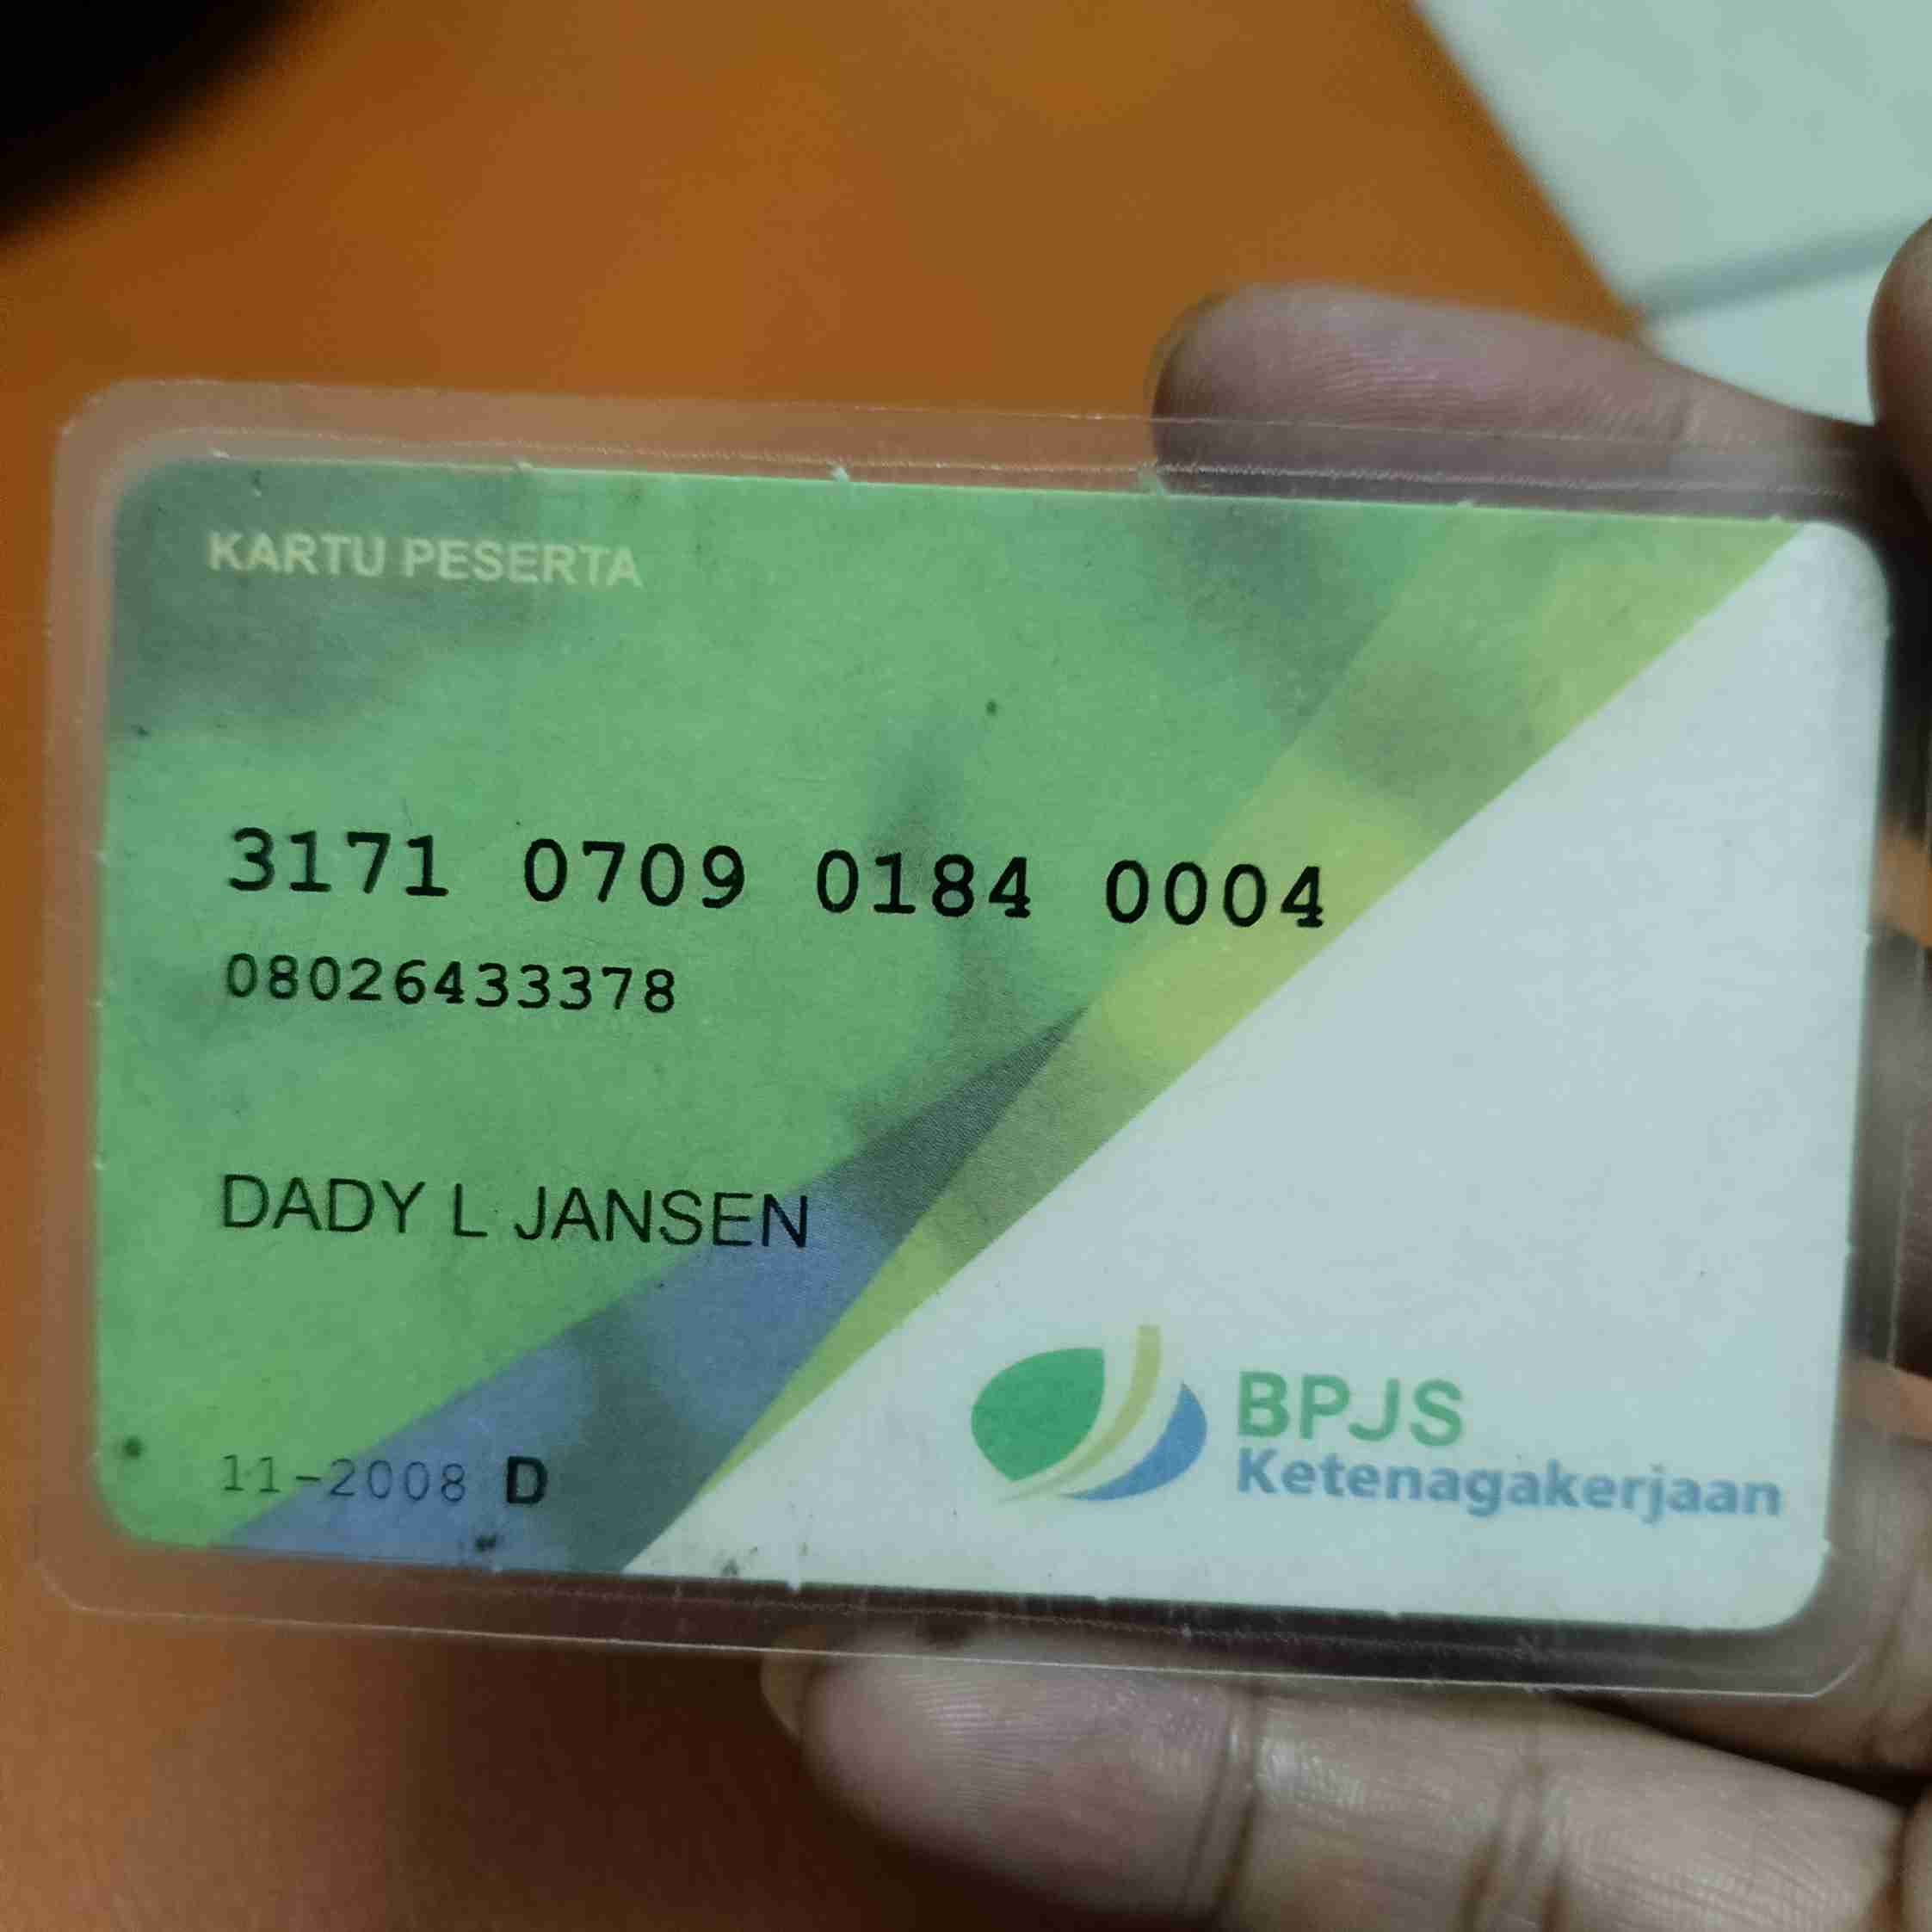 KARTU PESERTA
3171 0709 0184 0004
08026433378
DADY L JANSEN
11-2008 D
BPJS
Ketenagakerjaan